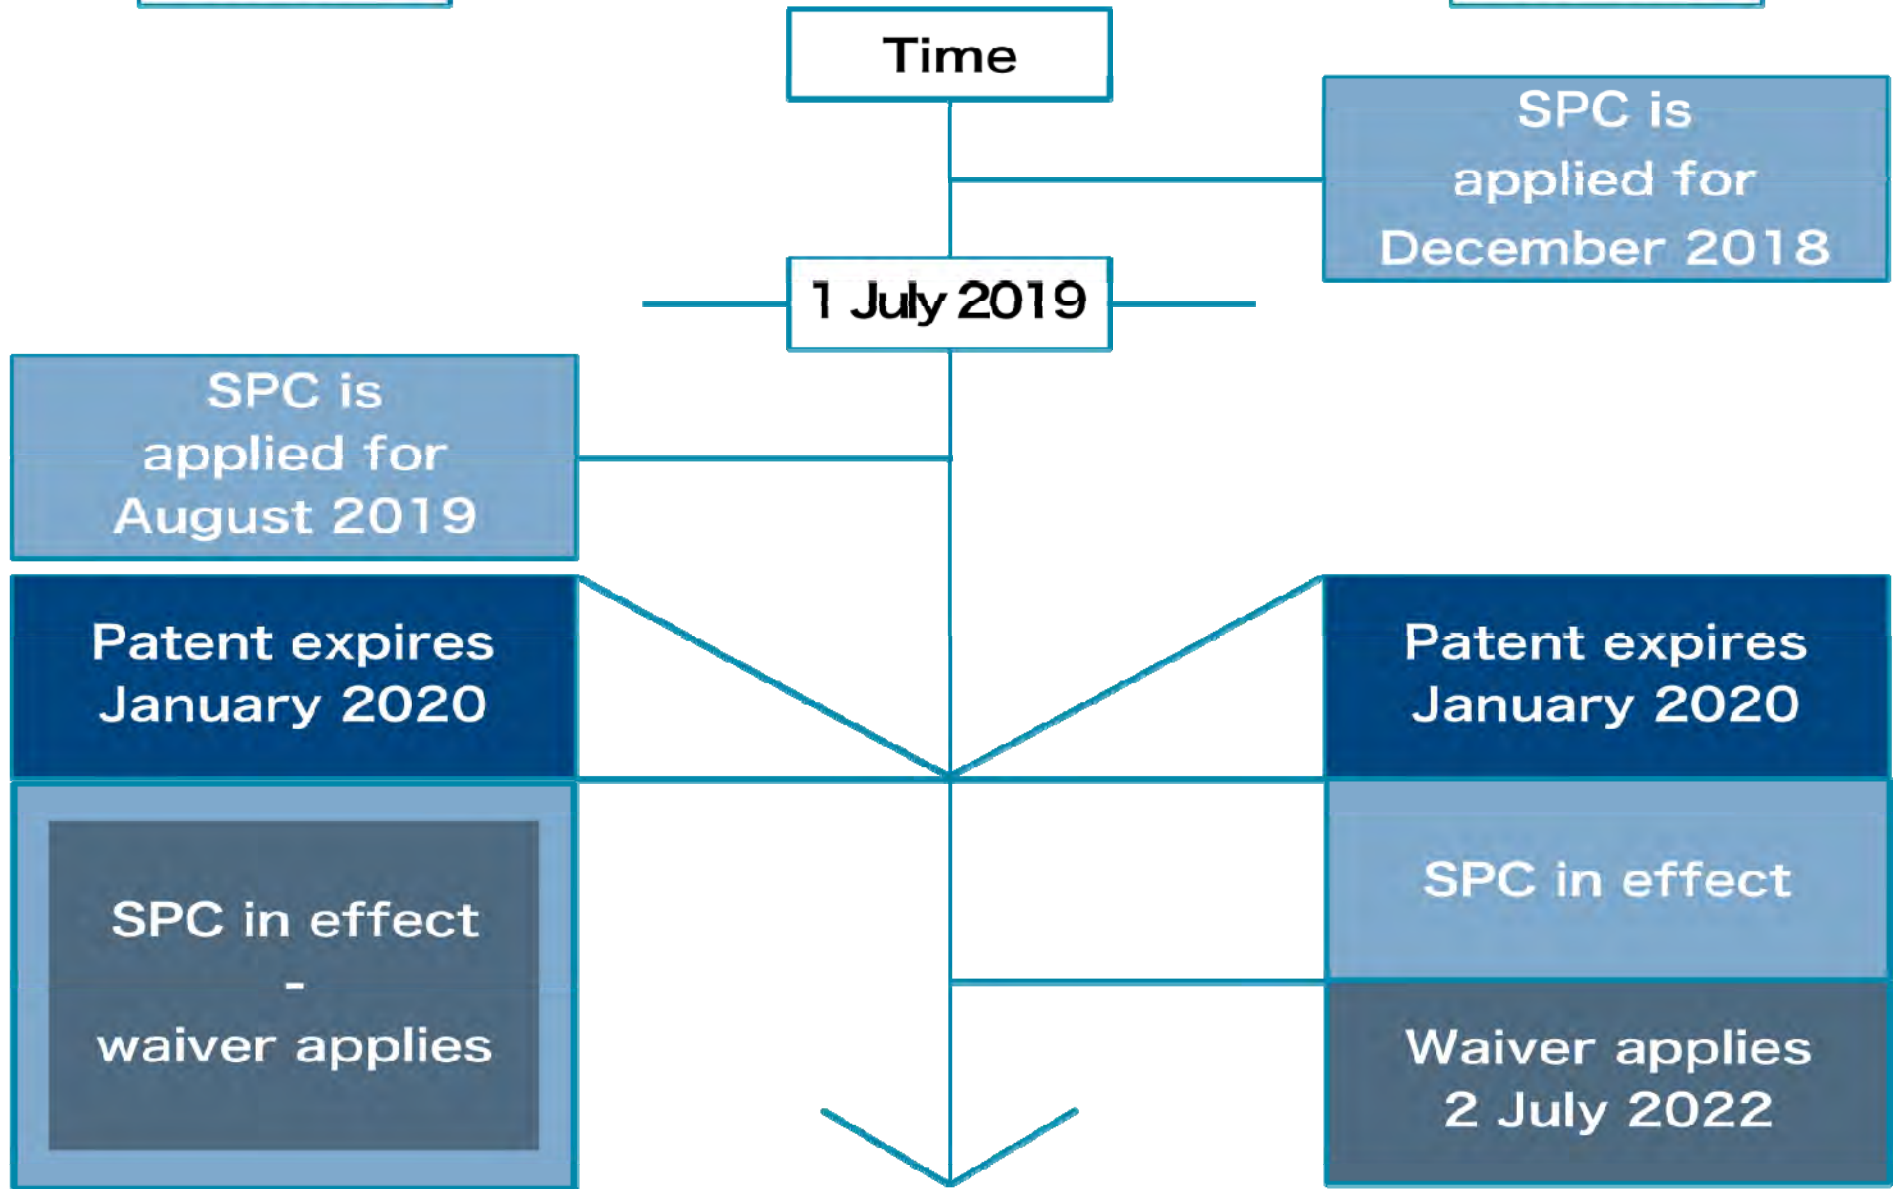 Time
SPC is
applied for
December 2018
1 July 2019
SPC is
applied for
August 2019
Patent expires
January 2020
Patent expires
January 2020
SPC in effect
-
waiver applies
SPC in effect
Waiver applies
2 July 2022